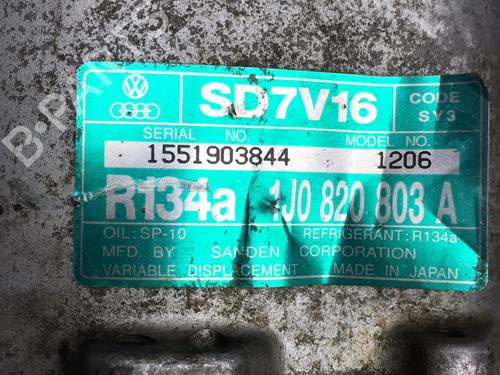 SD7V16
CODE
SY3
SERIAL NO.
MODEL NO.
1551903844
1206
R134a 1J0 820 803 A
OIL: SP-10
REFRIGERANT: R134a
MFD. BY SANDEN CORPORATION
VARIABLE DISPLACEMENT MADE IN JAPAN
B-PARTS